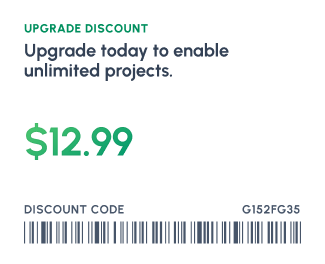 UPGRADE DISCOUNT
Upgrade today to enable
unlimited projects.
$12.99
DISCOUNT CODE G152FG35